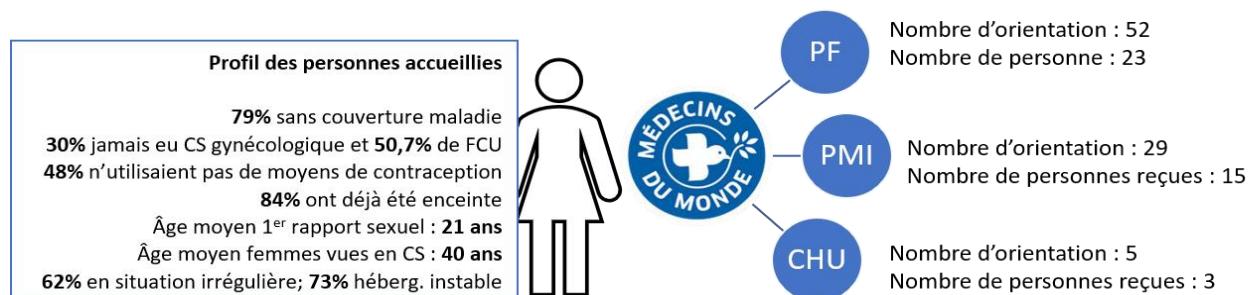 Profil des personnes accueillies
79% sans couverture maladie
30% jamais eu CS gynécologique et 50,7% de FCU
48% n’utilisaient pas de moyens de contraception
84% ont déjà été enceinte
Âge moyen 1er rapport sexuel : 21 ans
Âge moyen femmes vues en CS : 40 ans
62% en situation irrégulière; 73% héberg. instable
MÉDECINS
DU MONDE
PF
Nombre d’orientation : 52
Nombre de personne : 23
PMI
Nombre d’orientation : 29
Nombre de personnes reçues : 15
CHU
Nombre d’orientation : 5
Nombre de personnes reçues : 3